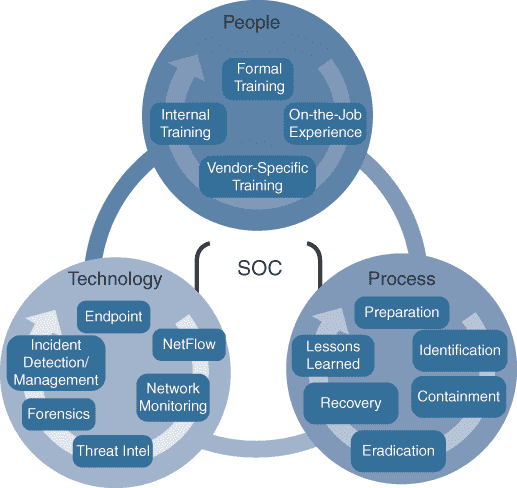 People
Formal
Training
Internal
Training
On-the-Job
Experience
Vendor-Specific
Training
SOC
Technology
Endpoint
NetFlow
Incident
Detection/
Management
Network
Monitoring
Forensics
Threat Intel
Process
Preparation
Lessons
Learned
Identification
Recovery
Containment
Eradication